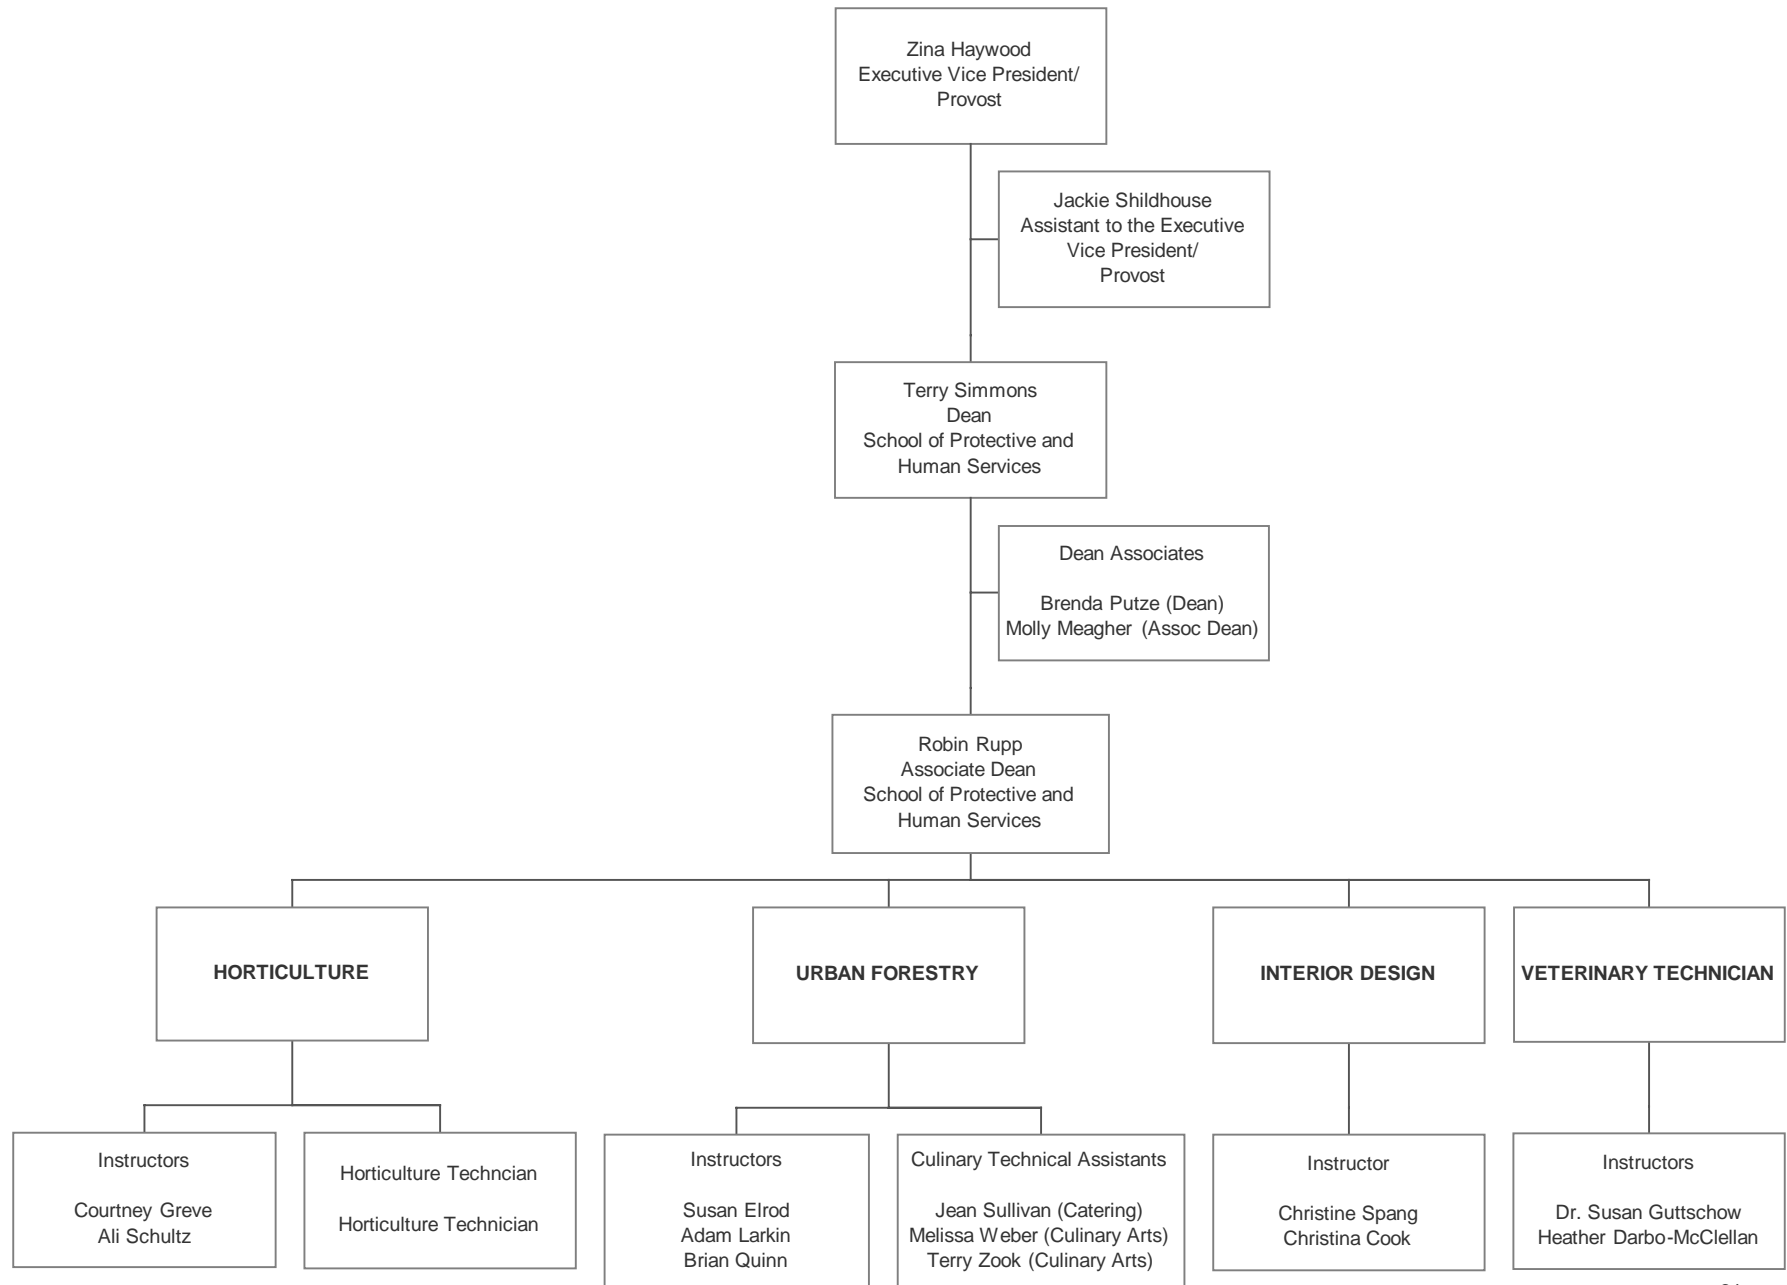 Zina Haywood
Executive Vice President/
Provost
Jackie Shildhouse
Assistant to the Executive
Vice President/
Provost
Terry Simmons
Dean
School of Protective and
Human Services
Dean Associates
Brenda Putze (Dean)
Molly Meagher (Assoc Dean)
Robin Rupp
Associate Dean
School of Protective and
Human Services
HORTICULTURE
URBAN FORESTRY
INTERIOR DESIGN
VETERINARY TECHNICIAN
Instructors
Courtney Greve
Ali Schultz
Horticulture Techncian
Horticulture Technician
Instructors
Susan Elrod
Adam Larkin
Brian Quinn
Culinary Technical Assistants
Jean Sullivan (Catering)
Melissa Weber (Culinary Arts)
Terry Zook (Culinary Arts)
Instructor
Christine Spang
Christina Cook
Instructors
Dr. Susan Guttschow
Heather Darbo-McClellan